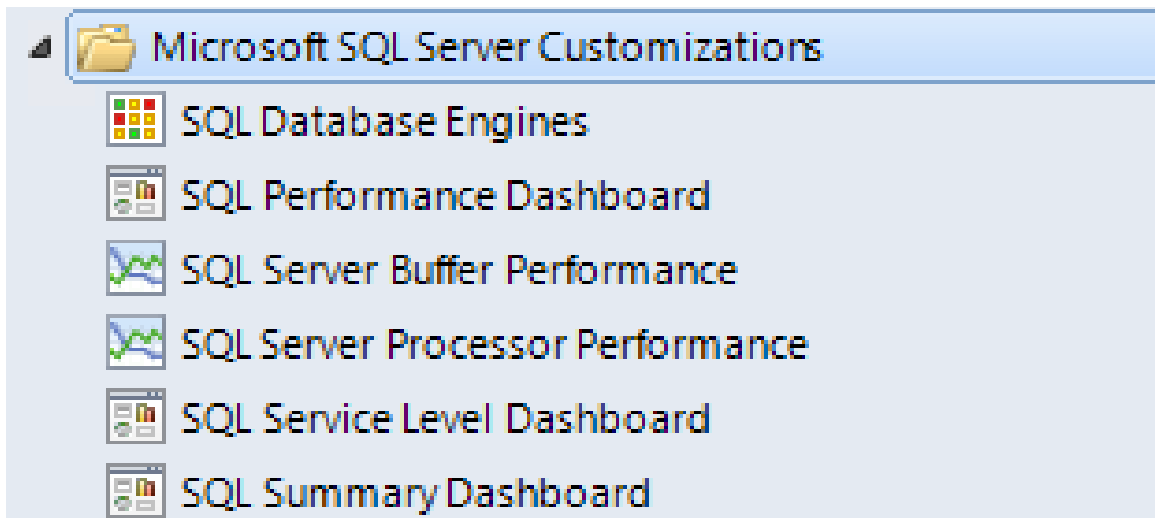 Microsoft SQL Server Customizations
SQL Database Engines
SQL Performance Dashboard
SQL Server Buffer Performance
SQL Server Processor Performance
SQL Service Level Dashboard
SQL Summary Dashboard